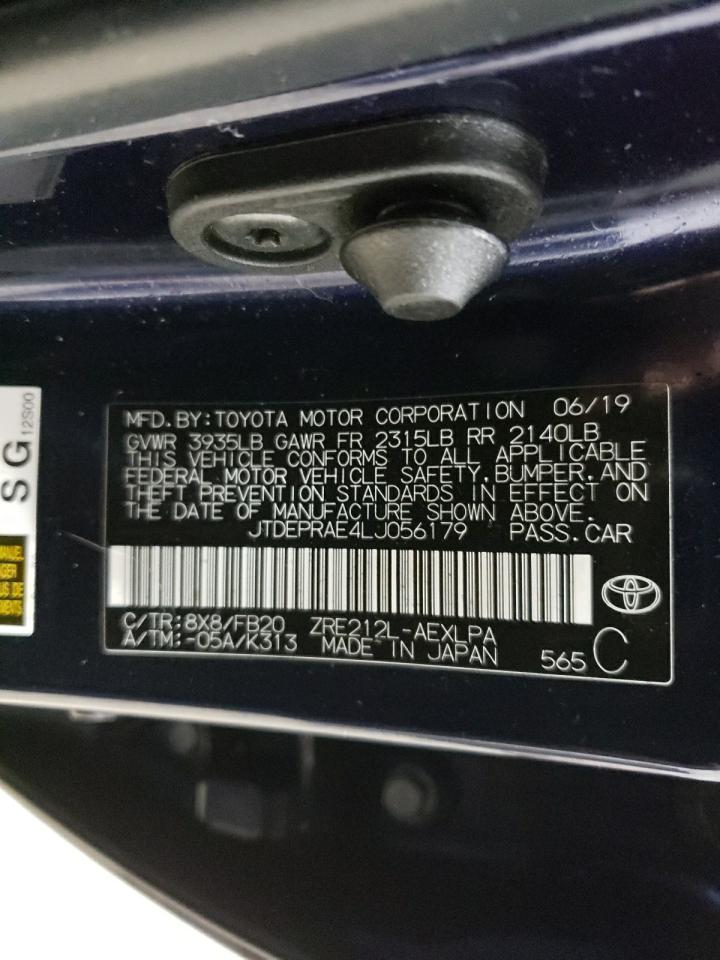 MFD. BY: TOYOTA MOTOR CORPORATION 06/19
GVWR 3935LB GAWR FR 2315LB RR 2140LB
THIS VEHICLE CONFORMS TO ALL APPLICABLE
FEDERAL MOTOR VEHICLE SAFETY, BUMPER, AND
THEFT PREVENTION STANDARDS IN EFFECT ON
THE DATE OF MANUFACTURE SHOWN ABOVE.
JTDEPRAE4LJ056179 PASS. CAR
C/TR: 8X8/FB20 ZRE212L-AEXLPA
A/TM: -05A/K313 MADE IN JAPAN 565 C
SG
12S00